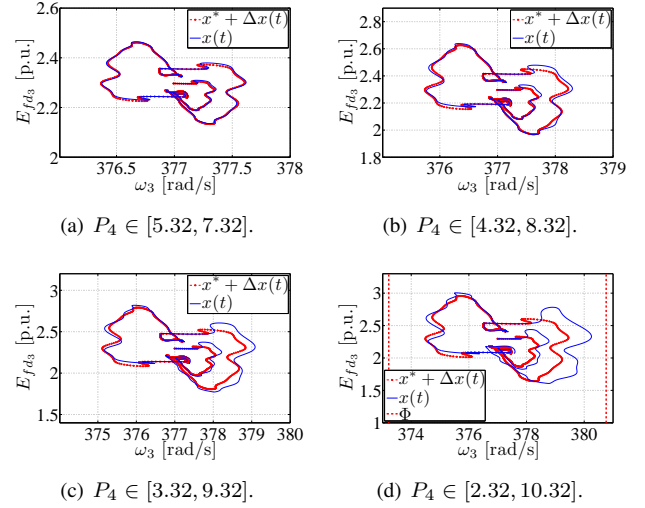 2.6
2.4
2.2
2
E_{fd_3} [p.u.]
x* + Δx(t)
x(t)
376.5 377 377.5 378
ω_3 [rad/s]
(a) P_4 ∈ [5.32, 7.32].
2.8
2.6
2.4
2.2
2
1.8
E_{fd_3} [p.u.]
x* + Δx(t)
x(t)
376 377 378 379
ω_3 [rad/s]
(b) P_4 ∈ [4.32, 8.32].
3
2.5
2
1.5
E_{fd_3} [p.u.]
x* + Δx(t)
x(t)
375 376 377 378 379 380
ω_3 [rad/s]
(c) P_4 ∈ [3.32, 9.32].
3
2.5
2
1.5
1
E_{fd_3} [p.u.]
x* + Δx(t)
x(t)
Φ
374 376 378 380
ω_3 [rad/s]
(d) P_4 ∈ [2.32, 10.32].